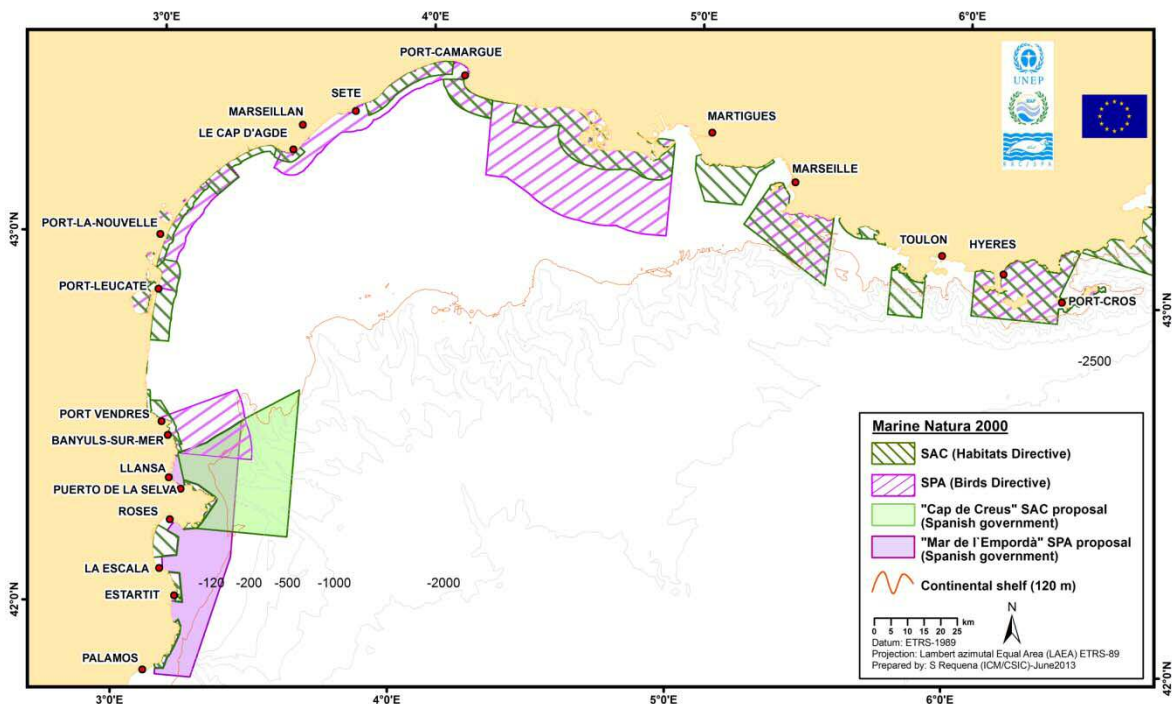 3°0'E
4°0'E
5°0'E
6°0'E
PORT-CAMARGUE
SETE
MARSEILLAN
LE CAP D'AGDE
MARTIGUES
MARSEILLE
UNEP
PORT-LA-NOUVELLE
43°0'N
PORT-LEUCATE
TOULON
HYERES
PORT-CROS
43°0'N
-2500
PORT VENDRES
BANYULS-SUR-MER
LLANSA
PUERTO DE LA SELVA
ROSES
LA ESCALA
ESTARTIT
PALAMOS
-120
-200
-500
-1000
-2000
42°0'N
Marine Natura 2000
SAC (Habitats Directive)
SPA (Birds Directive)
"Cap de Creus" SAC proposal
(Spanish government)
"Mar de l`Empordà" SPA proposal
(Spanish government)
Continental shelf (120 m)
N
0 5 10 15 20 25 km
Datum: ETRS-1989
Projection: Lambert azimutal Equal Area (LAEA) ETRS-89
Prepared by: S Requena (ICM/CSIC)-June2013
42°0'N
3°0'E
4°0'E
5°0'E
6°0'E